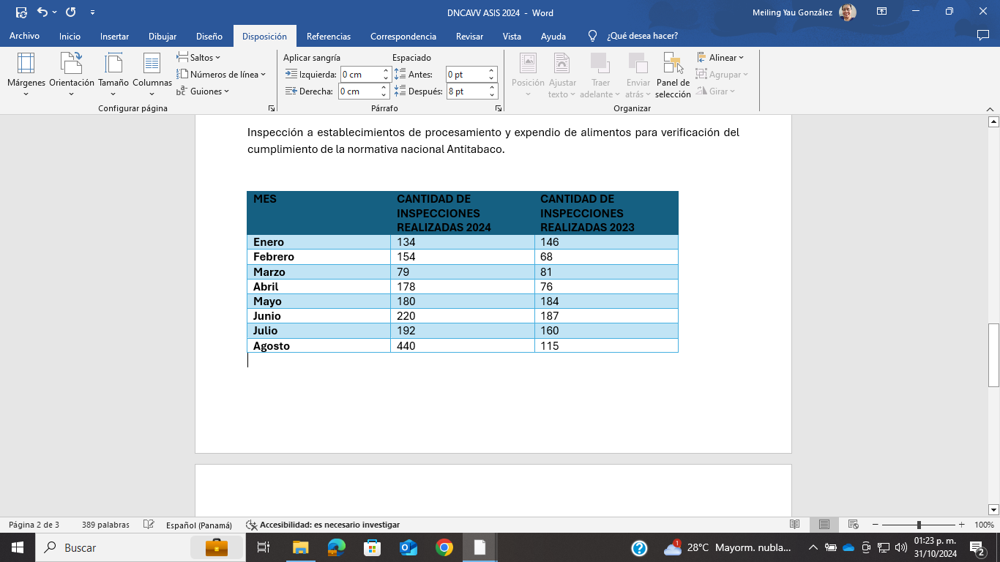 DNCAVV ASIS 2024 - Word
Meiling Yau González
Archivo Inicio Insertar Dibujar Diseño Disposición Referencias Correspondencia Revisar Vista Ayuda ¿Qué desea hacer?
Márgenes
Orientación
Tamaño
Columnas
Saltos
Números de línea
Guiones
Configurar página
Aplicar sangría
Izquierda: 0 cm
Derecha: 0 cm
Espaciado
Antes: 0 pt
Después: 8 pt
Párrafo
Posición
Ajustar
texto
Traer
adelante
Enviar
atrás
Panel de
selección
Alinear
Agrupar
Girar
Organizar
Inspección a establecimientos de procesamiento y expendio de alimentos para verificación del
cumplimiento de la normativa nacional Antitabaco.
MES
CANTIDAD DE
INSPECCIONES
REALIZADAS 2024
CANTIDAD DE
INSPECCIONES
REALIZADAS 2023
Enero 134 146
Febrero 154 68
Marzo 79 81
Abril 178 76
Mayo 180 184
Junio 220 187
Julio 192 160
Agosto 440 115
Página 2 de 3 389 palabras Español (Panamá) Accesibilidad: es necesario investigar 100%
Buscar
1
28°C Mayorm. nubla...
01:23 p. m.
31/10/2024
2